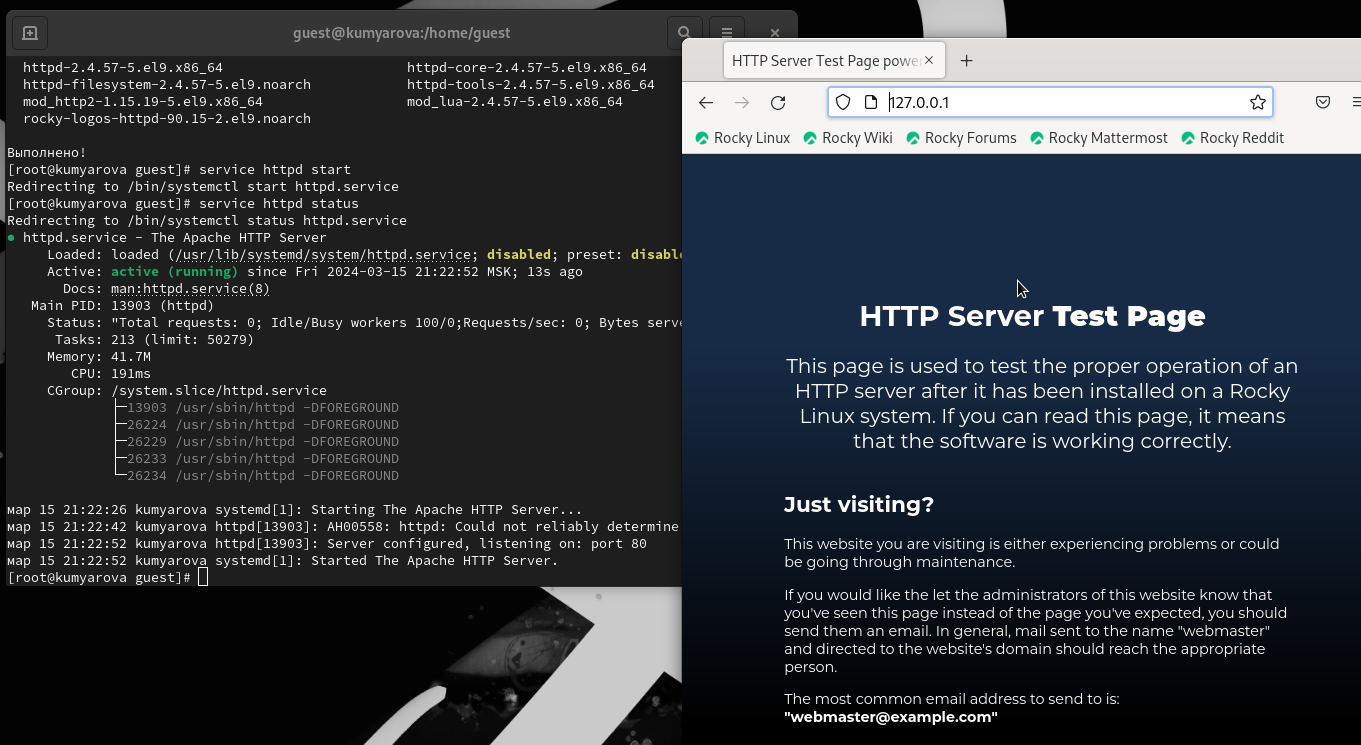 guest@kumyarova:/home/guest
httpd-2.4.57-5.el9.x86_64 httpd-core-2.4.57-5.el9.x86_64
httpd-filesystem-2.4.57-5.el9.noarch httpd-tools-2.4.57-5.el9.x86_64
mod_http2-1.15.19-5.el9.x86_64 mod_lua-2.4.57-5.el9.x86_64
rocky-logos-httpd-90.15-2.el9.noarch
Выполнено!
[root@kumyarova guest]# service httpd start
Redirecting to /bin/systemctl start httpd.service
[root@kumyarova guest]# service httpd status
Redirecting to /bin/systemctl status httpd.service
● httpd.service - The Apache HTTP Server
Loaded: loaded (/usr/lib/systemd/system/httpd.service; disabled; preset: disable
Active: active (running) since Fri 2024-03-15 21:22:52 MSK; 13s ago
Docs: man:httpd.service(8)
Main PID: 13903 (httpd)
Status: "Total requests: 0; Idle/Busy workers 100/0;Requests/sec: 0; Bytes serve
Tasks: 213 (limit: 50279)
Memory: 41.7M
CPU: 191ms
CGroup: /system.slice/httpd.service
├─13903 /usr/sbin/httpd -DFOREGROUND
├─26224 /usr/sbin/httpd -DFOREGROUND
├─26229 /usr/sbin/httpd -DFOREGROUND
├─26233 /usr/sbin/httpd -DFOREGROUND
└─26234 /usr/sbin/httpd -DFOREGROUND
мар 15 21:22:26 kumyarova systemd[1]: Starting The Apache HTTP Server...
мар 15 21:22:42 kumyarova httpd[13903]: AH00558: httpd: Could not reliably determine
мар 15 21:22:52 kumyarova httpd[13903]: Server configured, listening on: port 80
мар 15 21:22:52 kumyarova systemd[1]: Started The Apache HTTP Server.
[root@kumyarova guest]#
HTTP Server Test Page powe
127.0.0.1
Rocky Linux Rocky Wiki Rocky Forums Rocky Mattermost Rocky Reddit
HTTP Server Test Page
This page is used to test the proper operation of an
HTTP server after it has been installed on a Rocky
Linux system. If you can read this page, it means
that the software is working correctly.
Just visiting?
This website you are visiting is either experiencing problems or could
be going through maintenance.
If you would like the let the administrators of this website know that
you've seen this page instead of the page you've expected, you should
send them an email. In general, mail sent to the name "webmaster"
and directed to the website's domain should reach the appropriate
person.
The most common email address to send to is:
"webmaster@example.com"